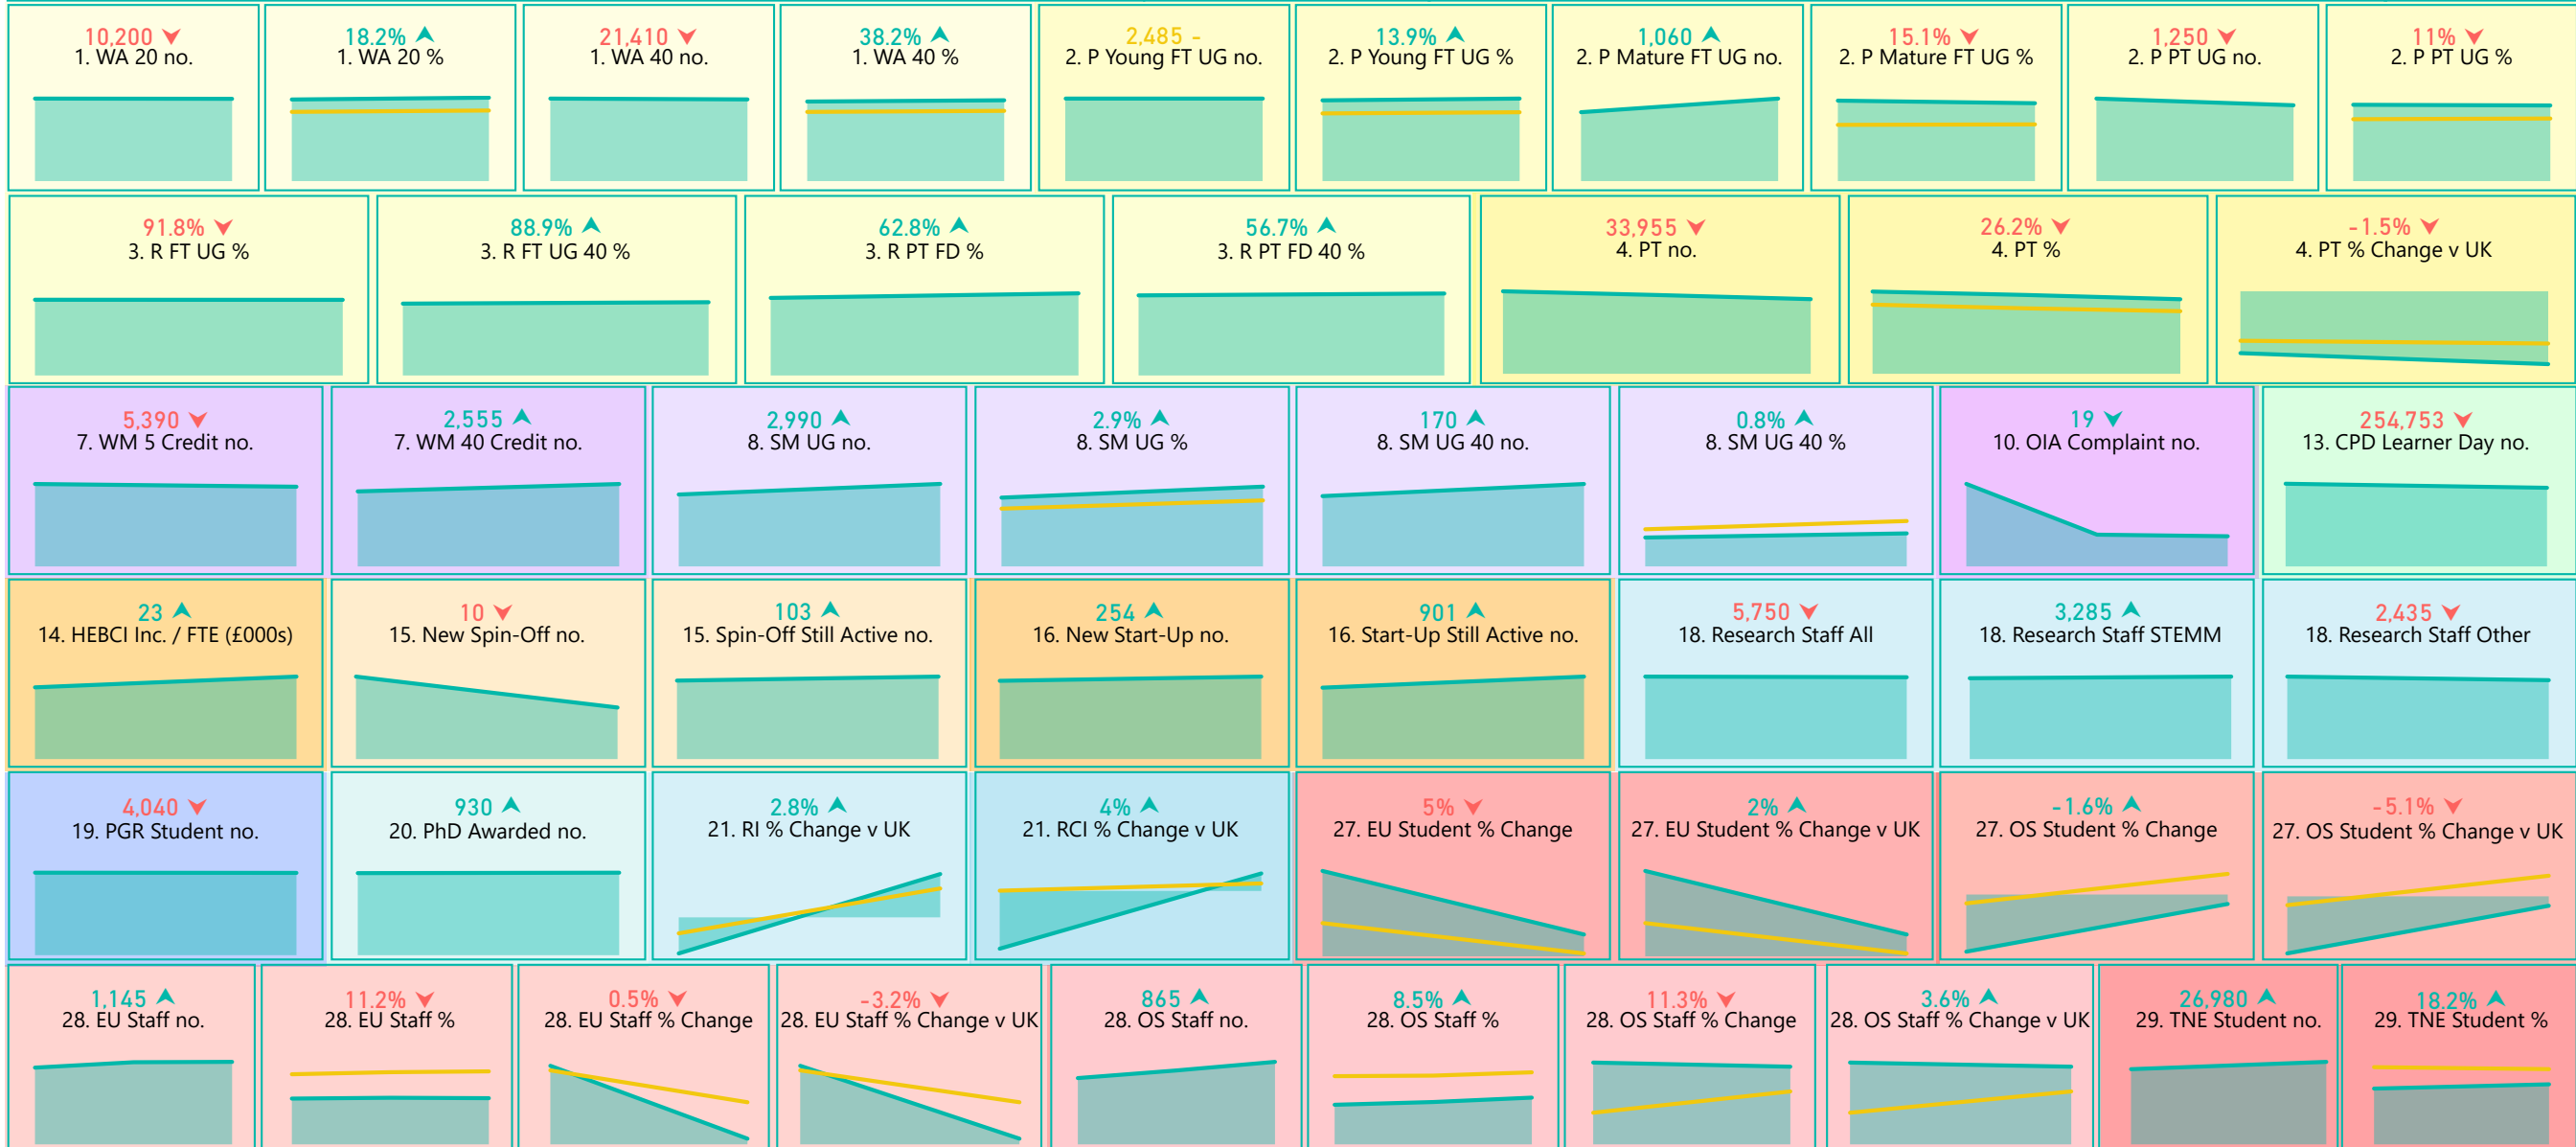 10,200
1. WA 20 no.
18.2%
1. WA 20 %
21,410
1. WA 40 no.
38.2%
1. WA 40 %
2,485 -
2. P Young FT UG no.
13.9%
2. P Young FT UG %
1,060
2. P Mature FT UG no.
15.1%
2. P Mature FT UG %
1,250
2. P PT UG no.
11%
2. P PT UG %
91.8%
3. R FT UG %
88.9%
3. R FT UG 40 %
62.8%
3. R PT FD %
56.7%
3. R PT FD 40 %
33,955
4. PT no.
26.2%
4. PT %
-1.5%
4. PT % Change v UK
5,390
7. WM 5 Credit no.
2,555
7. WM 40 Credit no.
2,990
8. SM UG no.
2.9%
8. SM UG %
170
8. SM UG 40 no.
0.8%
8. SM UG 40 %
19
10. OIA Complaint no.
254,753
13. CPD Learner Day no.
23
14. HEBCI Inc. / FTE (£000s)
10
15. New Spin-Off no.
103
15. Spin-Off Still Active no.
254
16. New Start-Up no.
901
16. Start-Up Still Active no.
5,750
18. Research Staff All
3,285
18. Research Staff STEMM
2,435
18. Research Staff Other
4,040
19. PGR Student no.
930
20. PhD Awarded no.
2.8%
21. RI % Change v UK
4%
21. RCI % Change v UK
5%
27. EU Student % Change
2%
27. EU Student % Change v UK
-1.6%
27. OS Student % Change
-5.1%
27. OS Student % Change v UK
1,145
28. EU Staff no.
11.2%
28. EU Staff %
0.5%
28. EU Staff % Change
-3.2%
28. EU Staff % Change v UK
865
28. OS Staff no.
8.5%
28. OS Staff %
11.3%
28. OS Staff % Change
3.6%
28. OS Staff % Change v UK
26,980
29. TNE Student no.
18.2%
29. TNE Student %